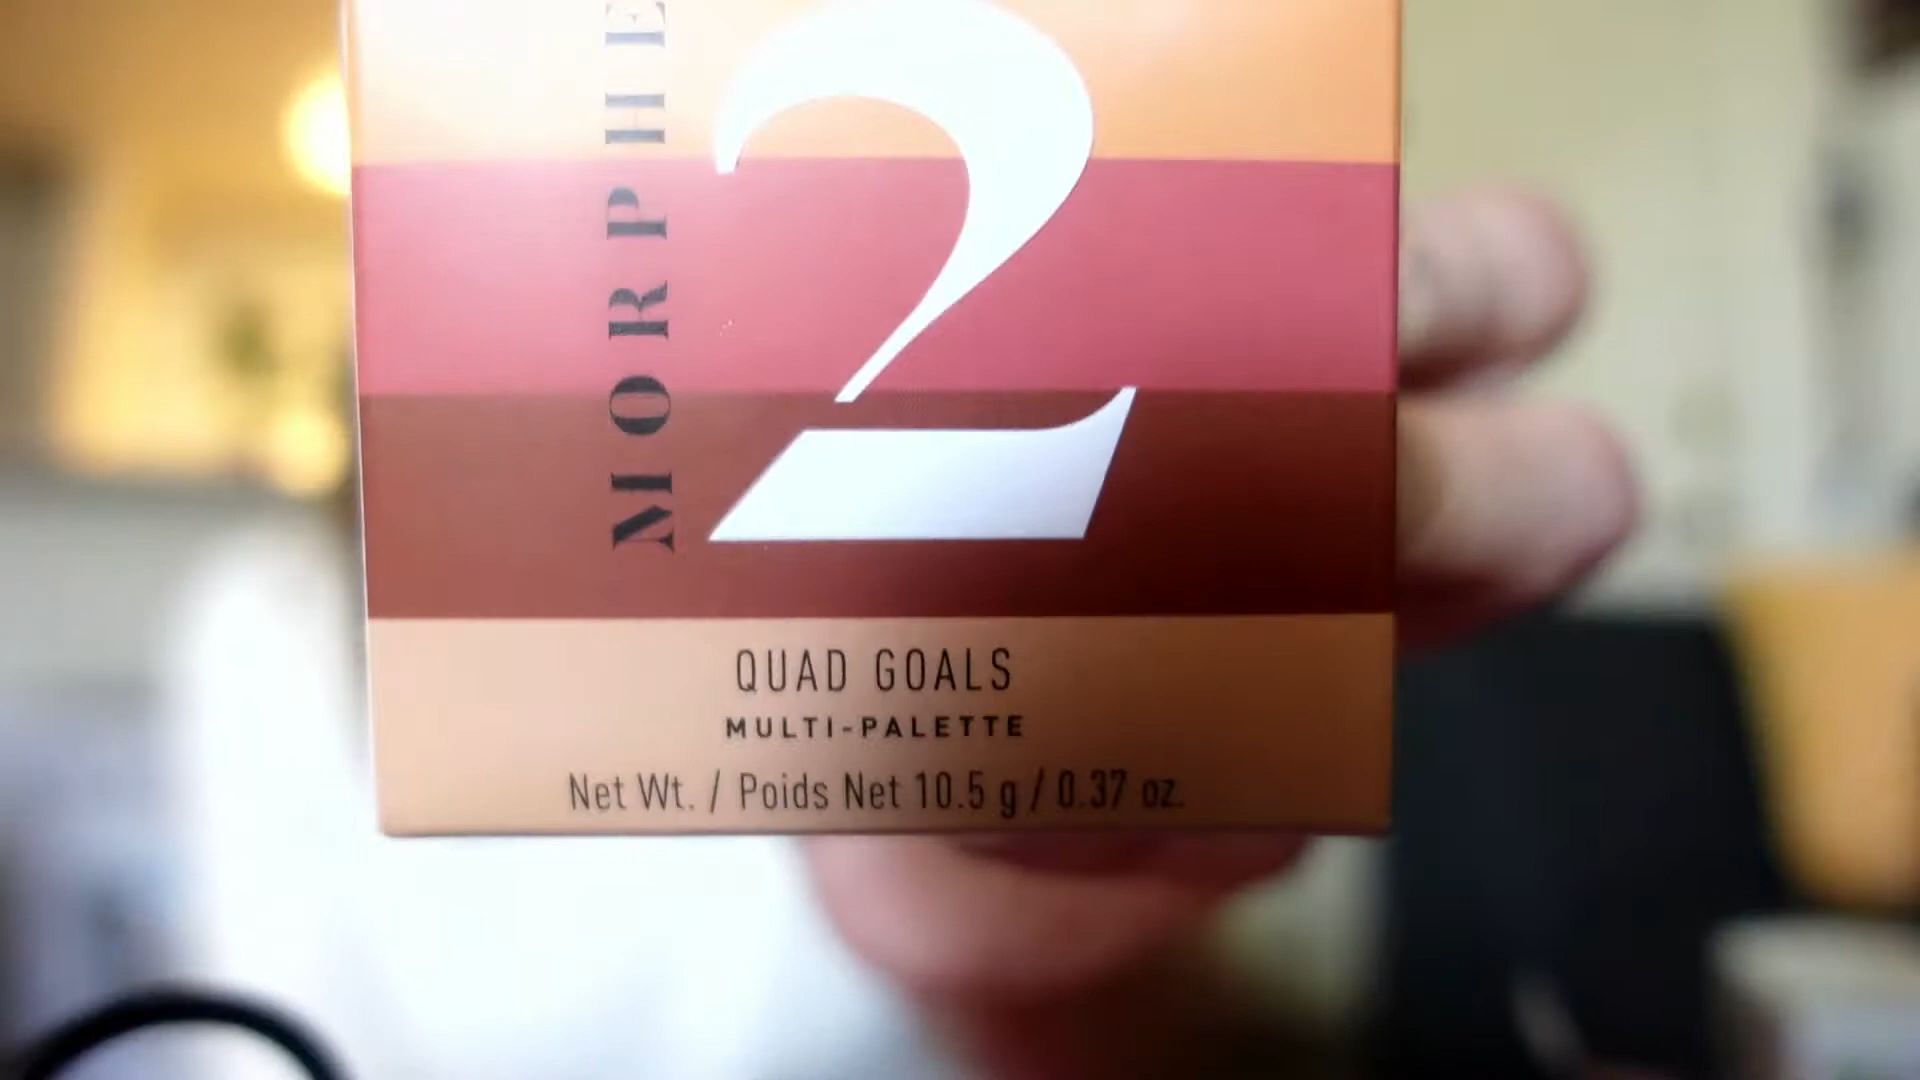 MORPHE
2
QUAD GOALS
MULTI-PALETTE
Net Wt. / Poids Net 10.5 g / 0.37 oz.